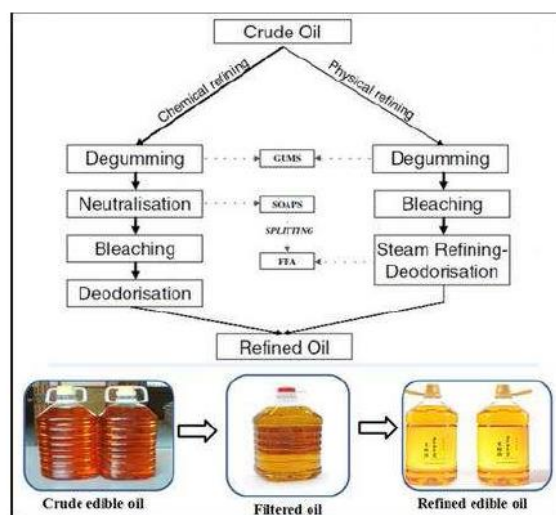 Crude Oil
Chemical refining
Physical refining
Degumming
GUMS
Degumming
Neutralisation
SOAPS
Bleaching
SPLITTING
Bleaching
FFA
Steam Refining-
Deodorisation
Deodorisation
Refined Oil
Crude edible oil
Filtered oil
Refined edible oil